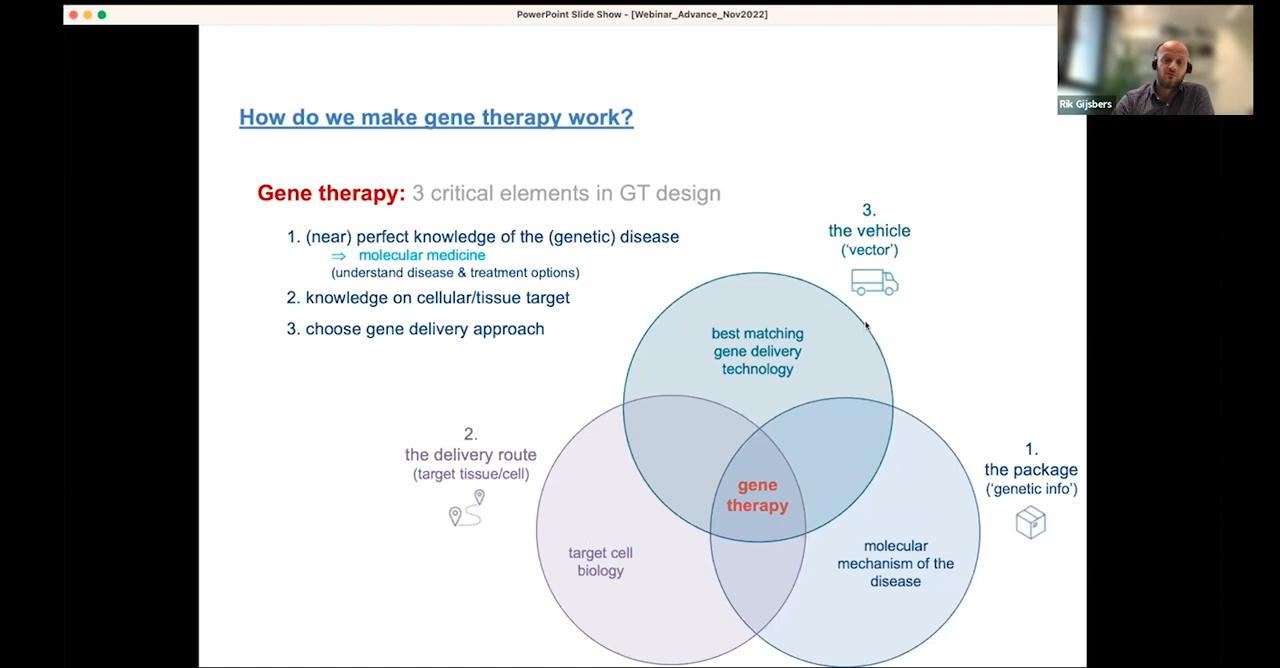 PowerPoint Slide Show - [Webinar_Advance_Nov2022]
Rik Gijsbers
How do we make gene therapy work?
Gene therapy: 3 critical elements in GT design
1. (near) perfect knowledge of the (genetic) disease
⇒ molecular medicine
(understand disease & treatment options)
2. knowledge on cellular/tissue target
3. choose gene delivery approach
3.
the vehicle
('vector')
best matching
gene delivery
technology
2.
the delivery route
(target tissue/cell)
target cell
biology
gene
therapy
1.
the package
('genetic info')
molecular
mechanism of the
disease